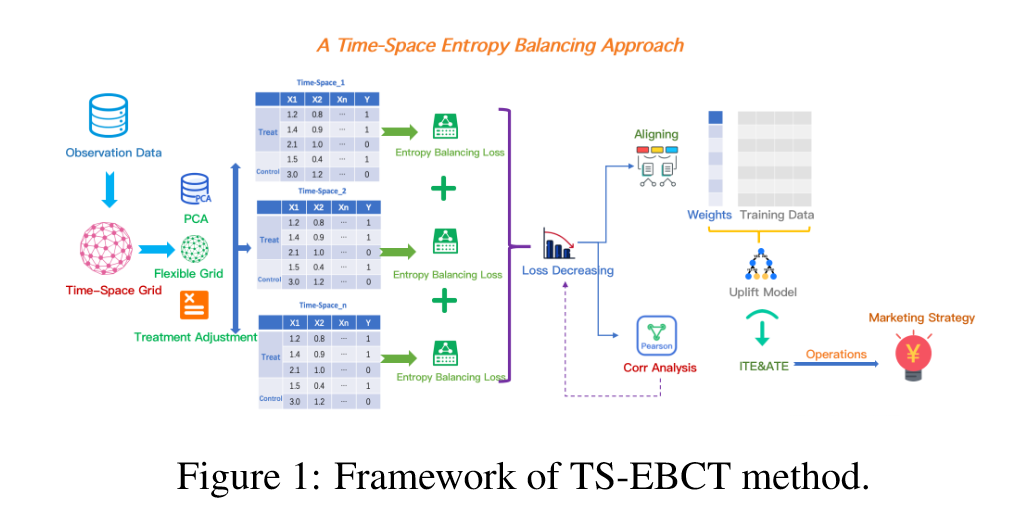 A Time-Space Entropy Balancing Approach
Observation Data
Time-Space Grid
PCA
PCA
Flexible Grid
Treatment Adjustment
Time-Space_1
X1 X2 Xn Y
Treat
1.2 0.8 ... 1
1.4 0.9 ... 1
2.1 1.0 ... 0
Control
1.5 0.4 ... 1
3.0 1.2 ... 0
Entropy Balancing Loss
Time-Space_2
X1 X2 Xn Y
Treat
1.2 0.8 ... 1
1.4 0.9 ... 1
2.1 1.0 ... 0
Control
1.5 0.4 ... 1
3.0 1.2 ... 0
Entropy Balancing Loss
Time-Space_n
X1 X2 Xn Y
Treat
1.2 0.8 ... 1
1.4 0.9 ... 1
2.1 1.0 ... 0
Control
1.5 0.4 ... 1
3.0 1.2 ... 0
Entropy Balancing Loss
Loss Decreasing
Aligning
Pearson
Corr Analysis
Weights
Training Data
Uplift Model
ITE&ATE
Operations
Marketing Strategy
¥
Figure 1: Framework of TS-EBCT method.